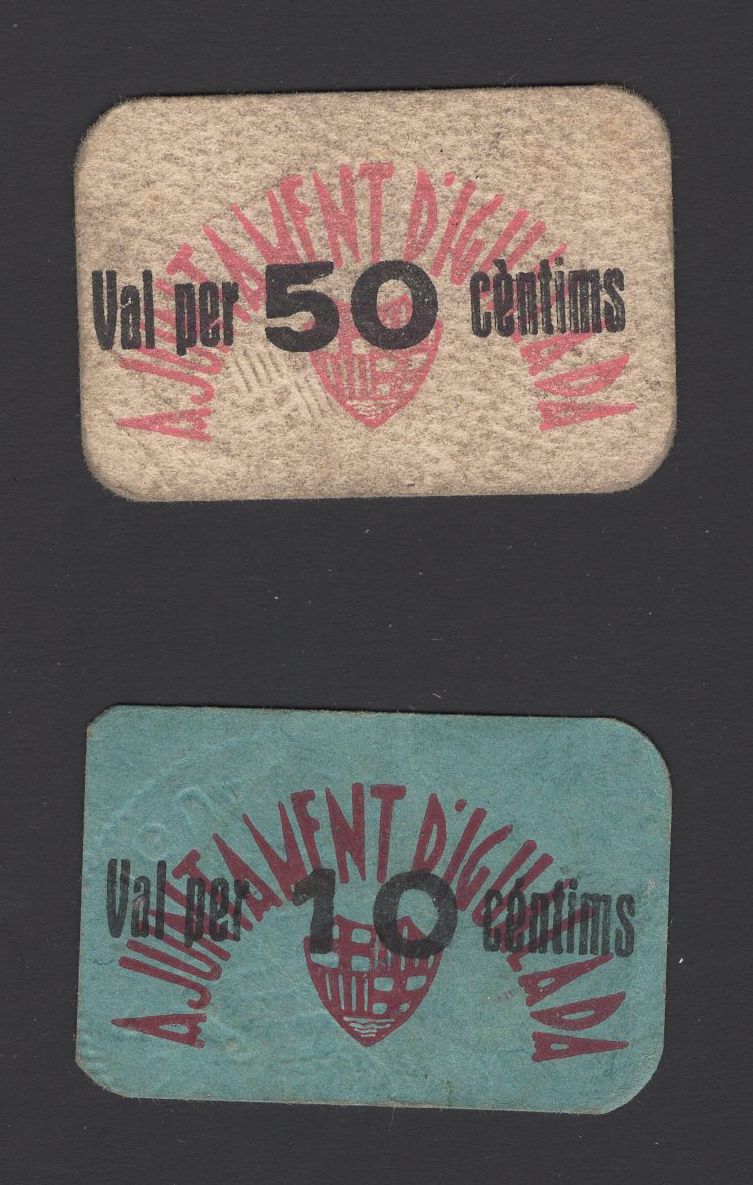 AJUNTAMENT D'IGUALADA
Val per 50 cèntims
AJUNTAMENT D'IGUALADA
Val per 10 cèntims